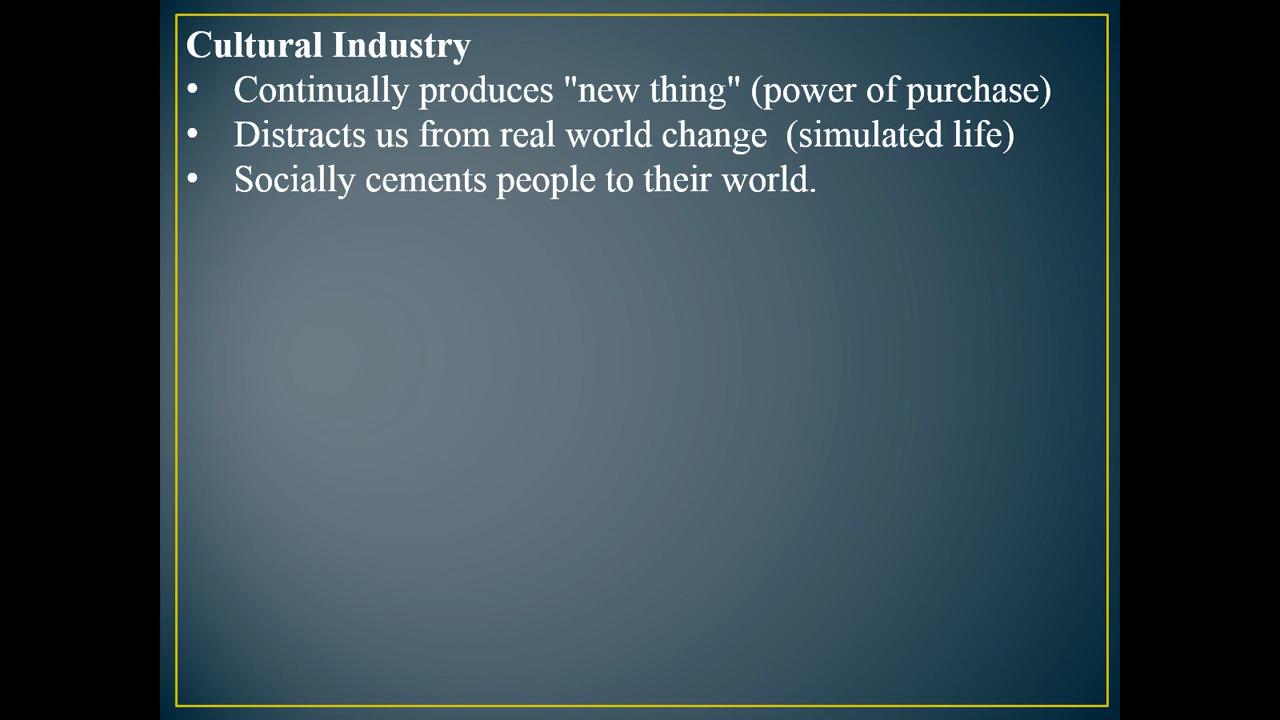 Cultural Industry
• Continually produces "new thing" (power of purchase)
• Distracts us from real world change  (simulated life)
• Socially cements people to their world.